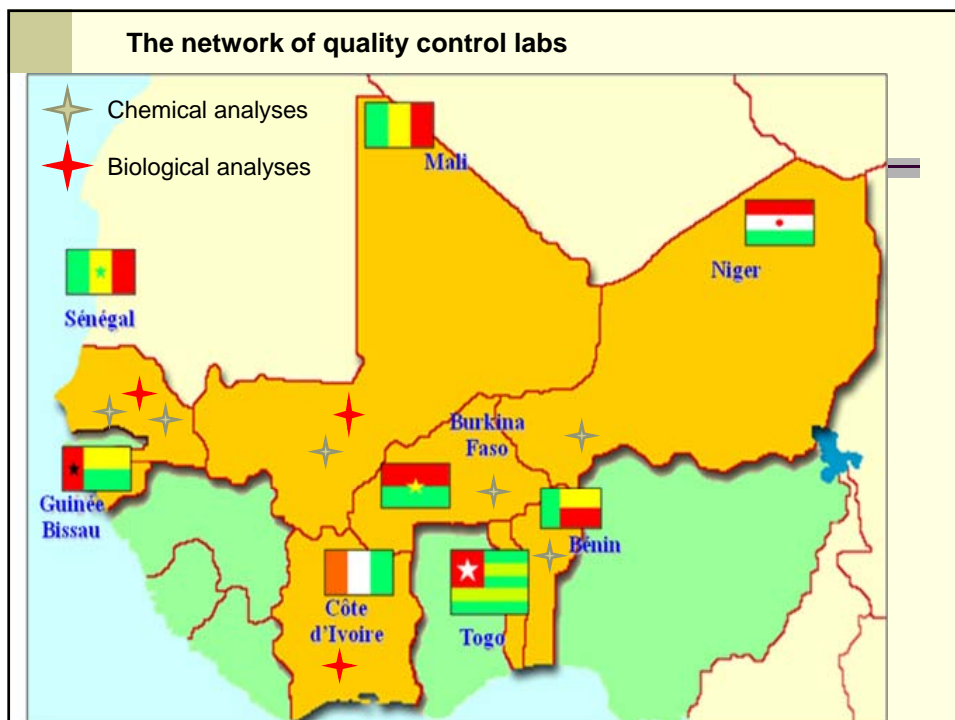 The network of quality control labs
Chemical analyses
Biological analyses
Mali
Niger
Sénégal
Burkina
Faso
Guinée
Bissau
Bénin
Côte
d'Ivoire
Togo